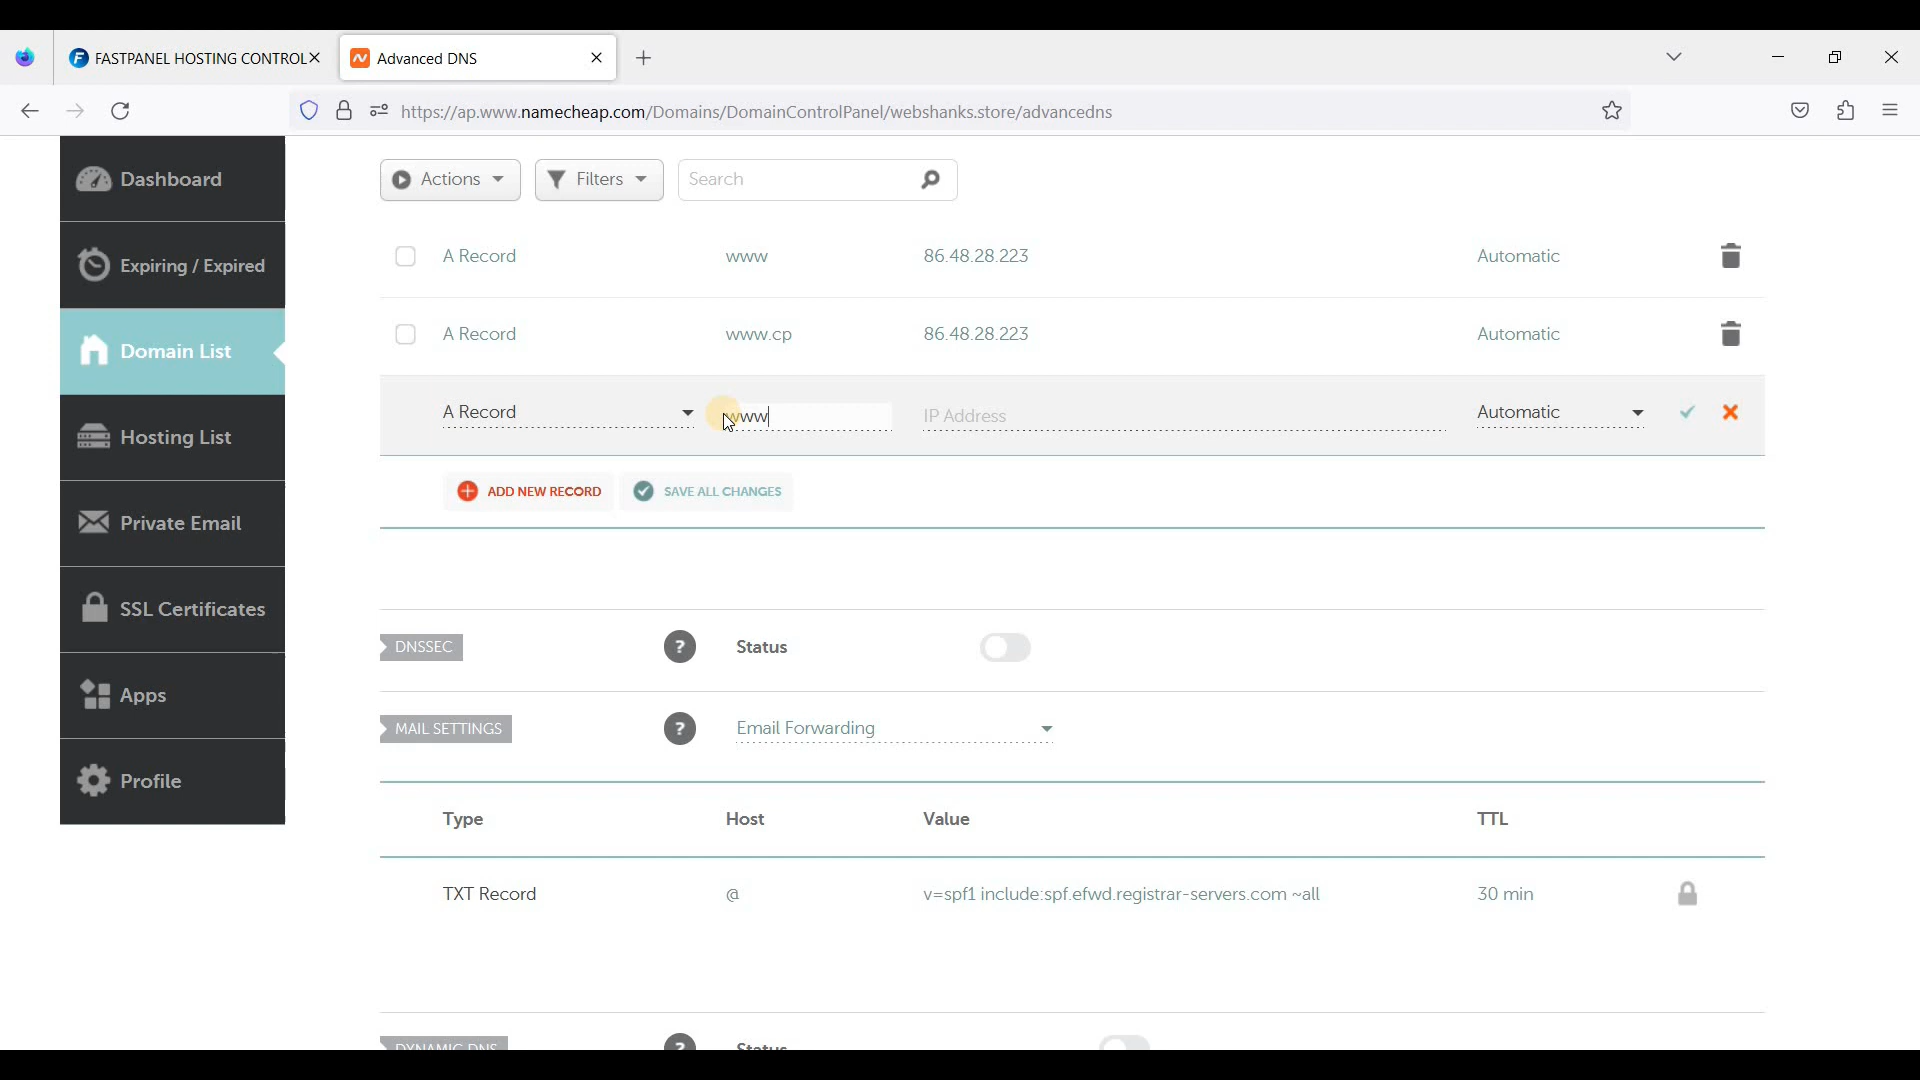 FASTPANEL HOSTING CONTROL
Advanced DNS
https://ap.www.namecheap.com/Domains/DomainControlPanel/webshanks.store/advancedns
Dashboard
Expiring / Expired
Domain List
Hosting List
Private Email
SSL Certificates
Apps
Profile
Actions
Filters
Search
A Record www 86.48.28.223 Automatic
A Record www.cp 86.48.28.223 Automatic
A Record www IP Address Automatic
ADD NEW RECORD
SAVE ALL CHANGES
DNSSEC ? Status
MAIL SETTINGS ? Email Forwarding
Type Host Value TTL
TXT Record @ v=spf1 include:spf.efwd.registrar-servers.com ~all 30 min
DYNAMIC DNS ? Status